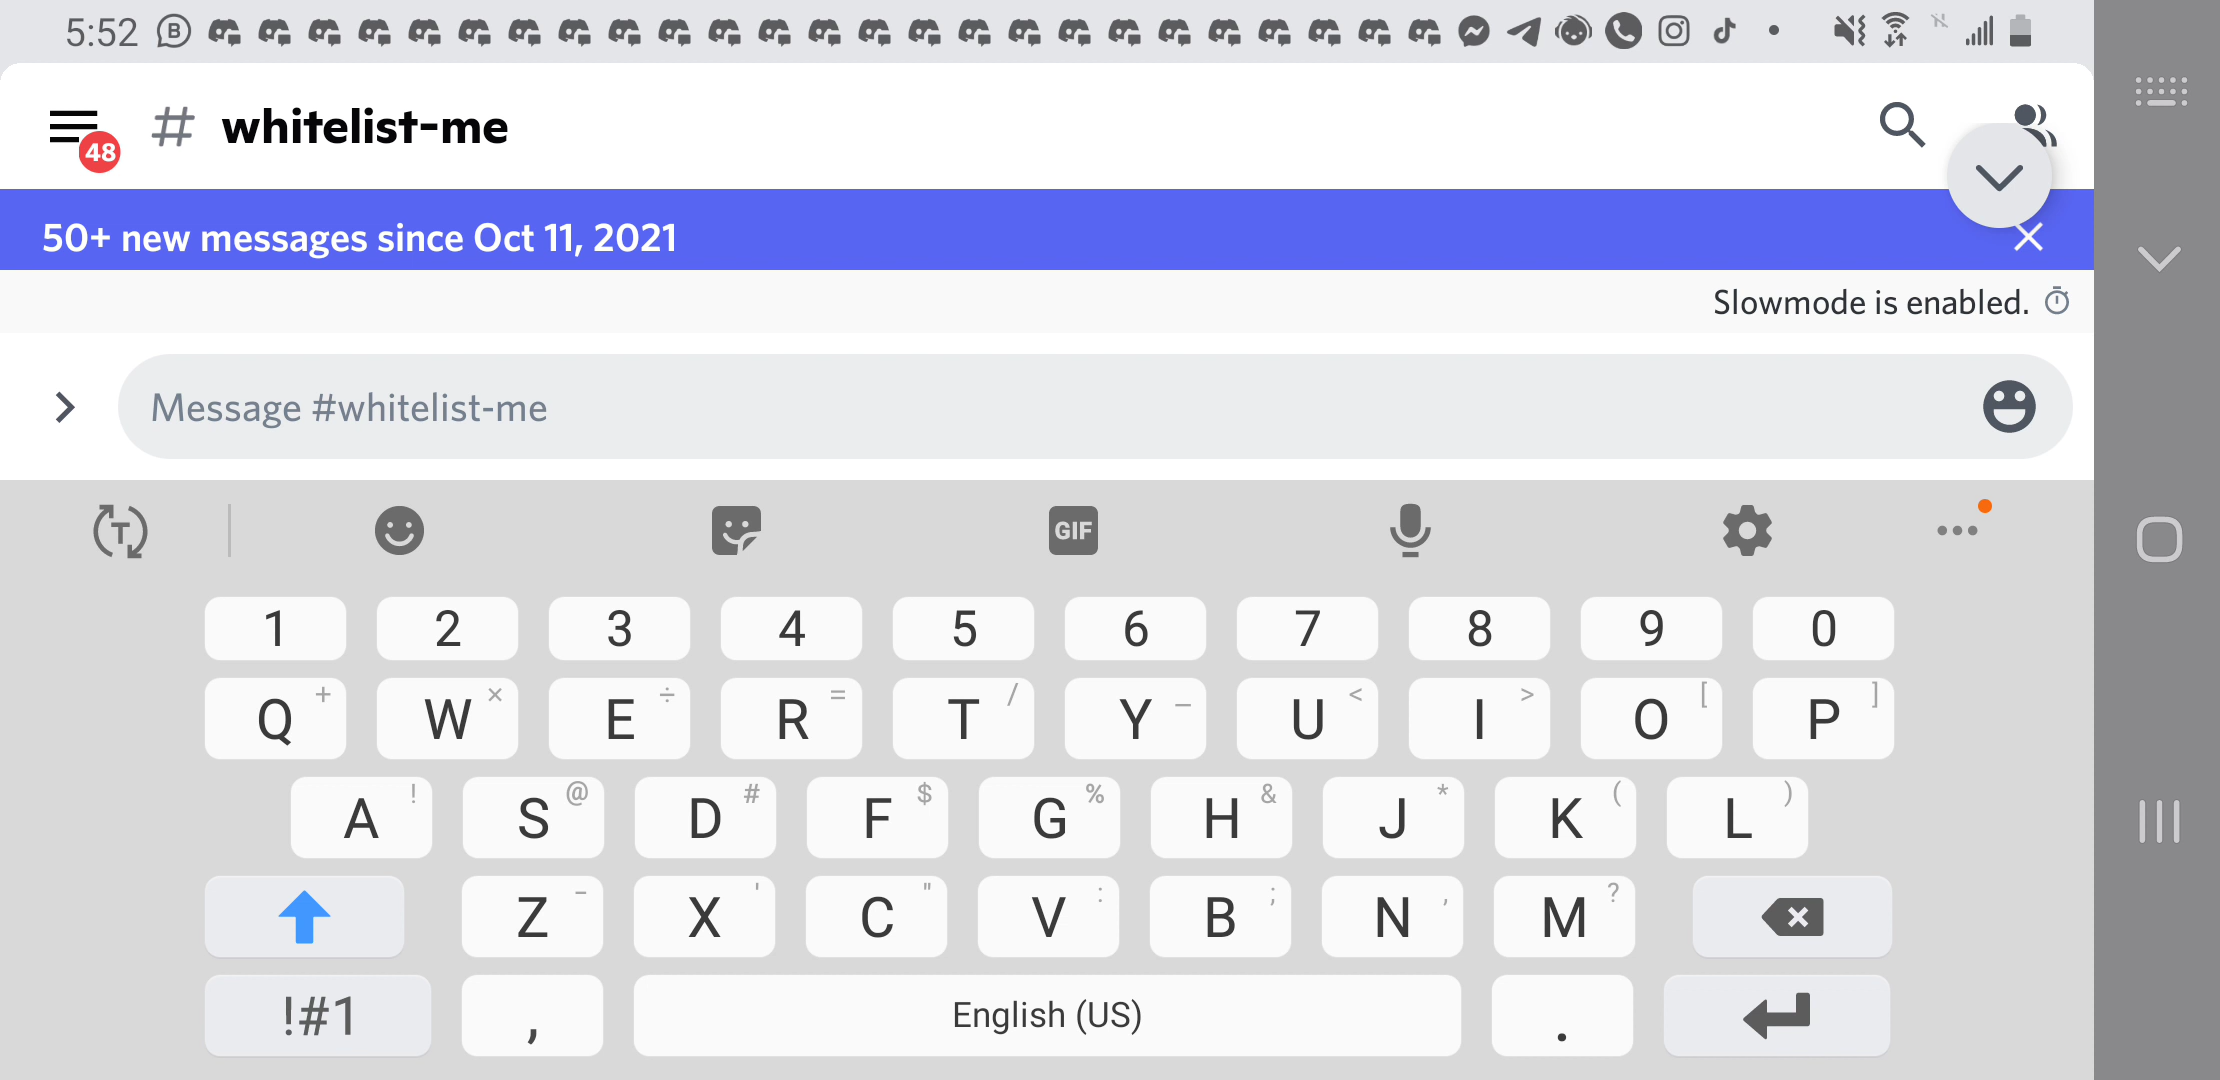 5:52
48
# whitelist-me
50+ new messages since Oct 11, 2021
Slowmode is enabled.
Message #whitelist-me
T GIF
1 2 3 4 5 6 7 8 9 0
Q + W × E ÷ R = T / Y _ U < I > O [ P ]
A ! S @ D # F $ G % H & J * K ( L )
Z - X ' C " V : B ; N , M ?
!#1 , English (US) .